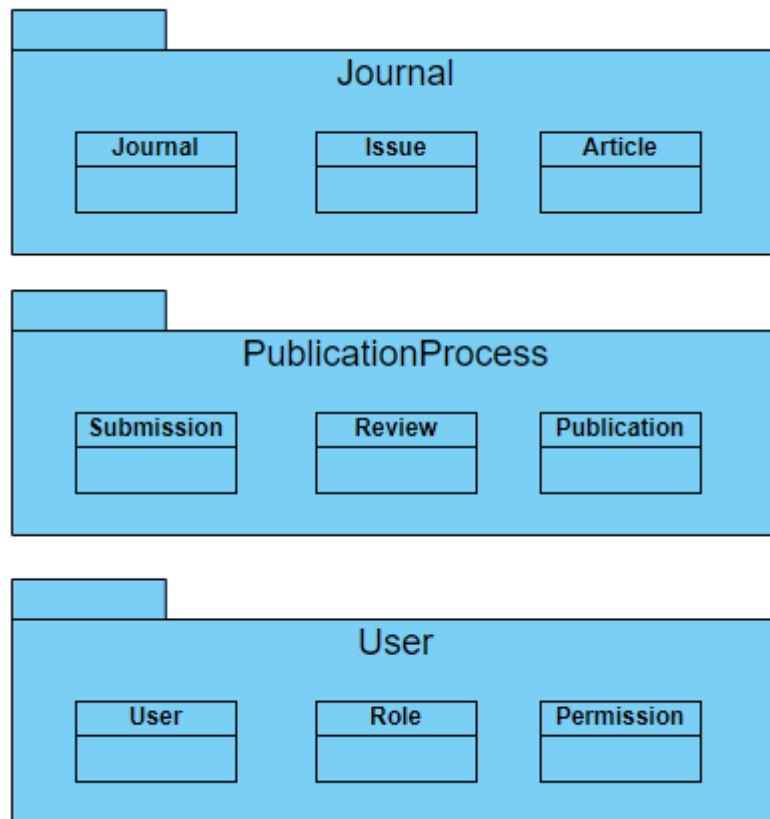 Journal
Journal Issue Article
PublicationProcess
Submission Review Publication
User
User Role Permission